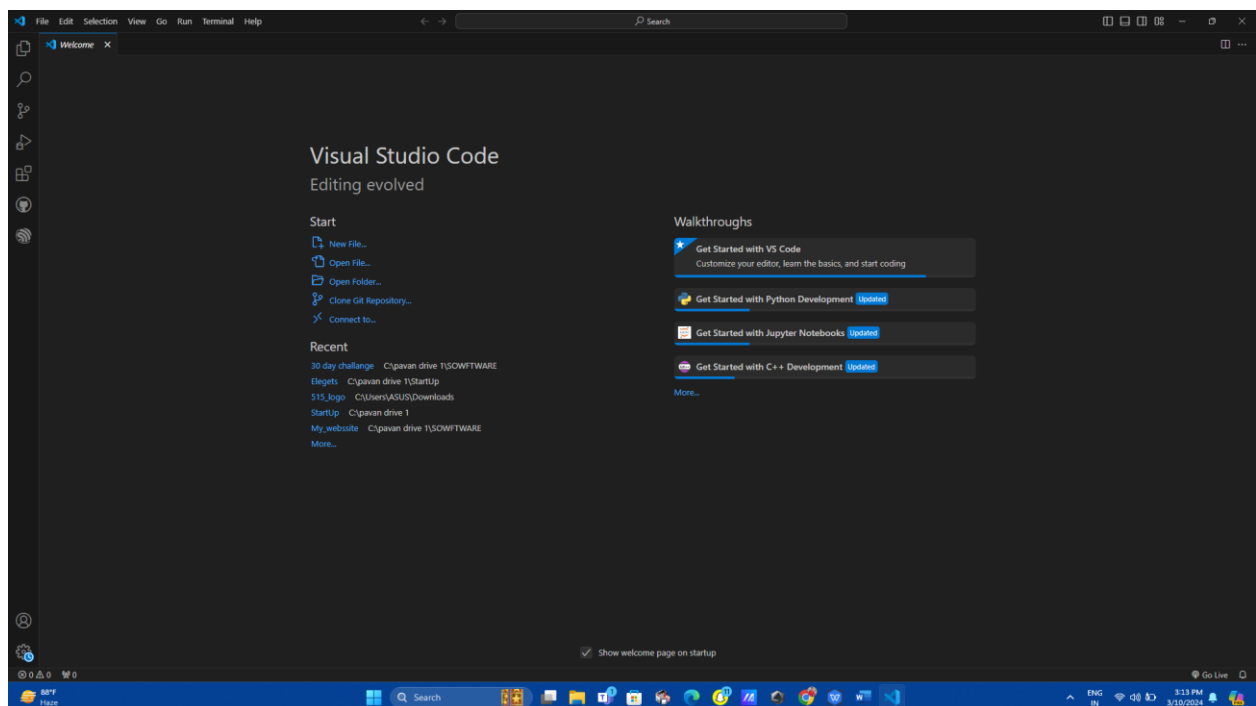 File Edit Selection View Go Run Terminal Help
Search
Welcome
Visual Studio Code
Editing evolved
Start
New File...
Open File...
Open Folder...
Clone Git Repository...
Connect to...
Recent
30 day challange C:\pavan drive 1\SOWFTWARE
Elegets C:\pavan drive 1\StartUp
515_logo C:\Users\ASUS\Downloads
StartUp C:\pavan drive 1
My_webssite C:\pavan drive 1\SOWFTWARE
More...
Walkthroughs
Get Started with VS Code
Customize your editor, learn the basics, and start coding
Get Started with Python Development Updated
Get Started with Jupyter Notebooks Updated
Get Started with C++ Development Updated
More...
Show welcome page on startup
0 0 0
Go Live
88°F
Haze
Search
ENG
IN
3:13 PM
3/10/2024